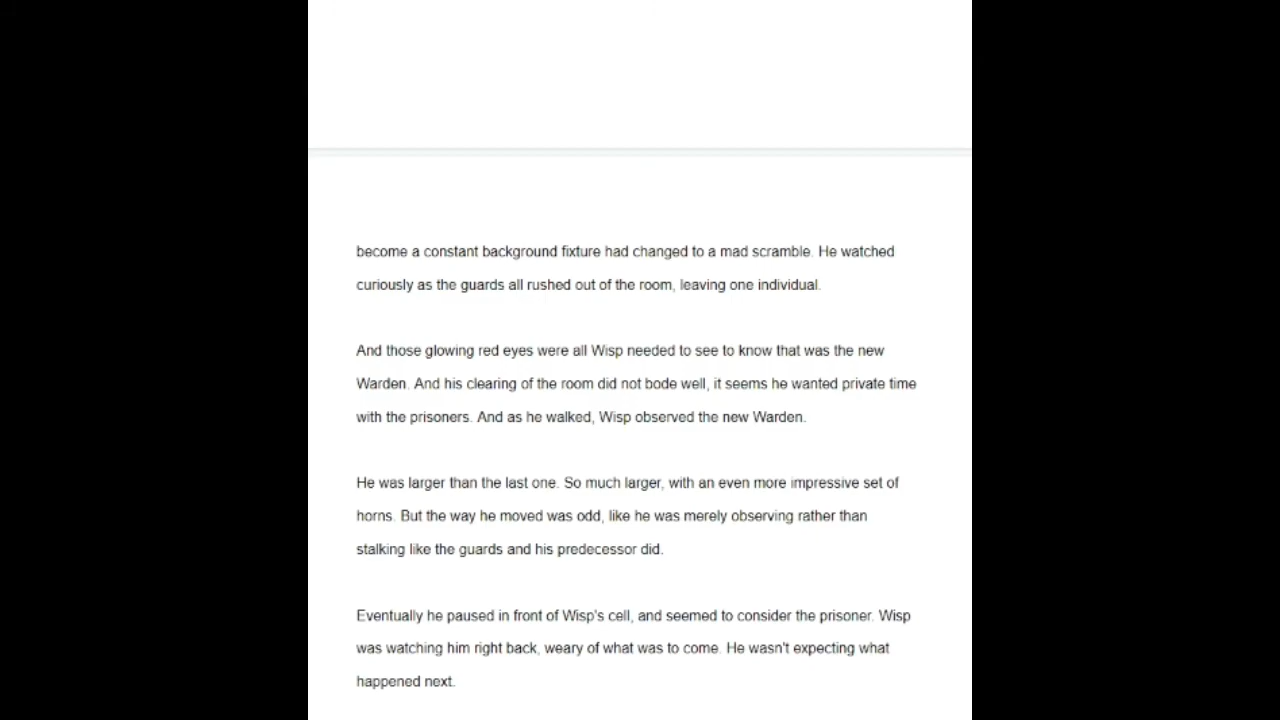 become a constant background fixture had changed to a mad scramble. He watched
curiously as the guards all rushed out of the room, leaving one individual.
And those glowing red eyes were all Wisp needed to see to know that was the new
Warden. And his clearing of the room did not bode well, it seems he wanted private time
with the prisoners. And as he walked, Wisp observed the new Warden.
He was larger than the last one. So much larger, with an even more impressive set of
horns. But the way he moved was odd, like he was merely observing rather than
stalking like the guards and his predecessor did.
Eventually he paused in front of Wisp's cell, and seemed to consider the prisoner. Wisp
was watching him right back, weary of what was to come. He wasn't expecting what
happened next.